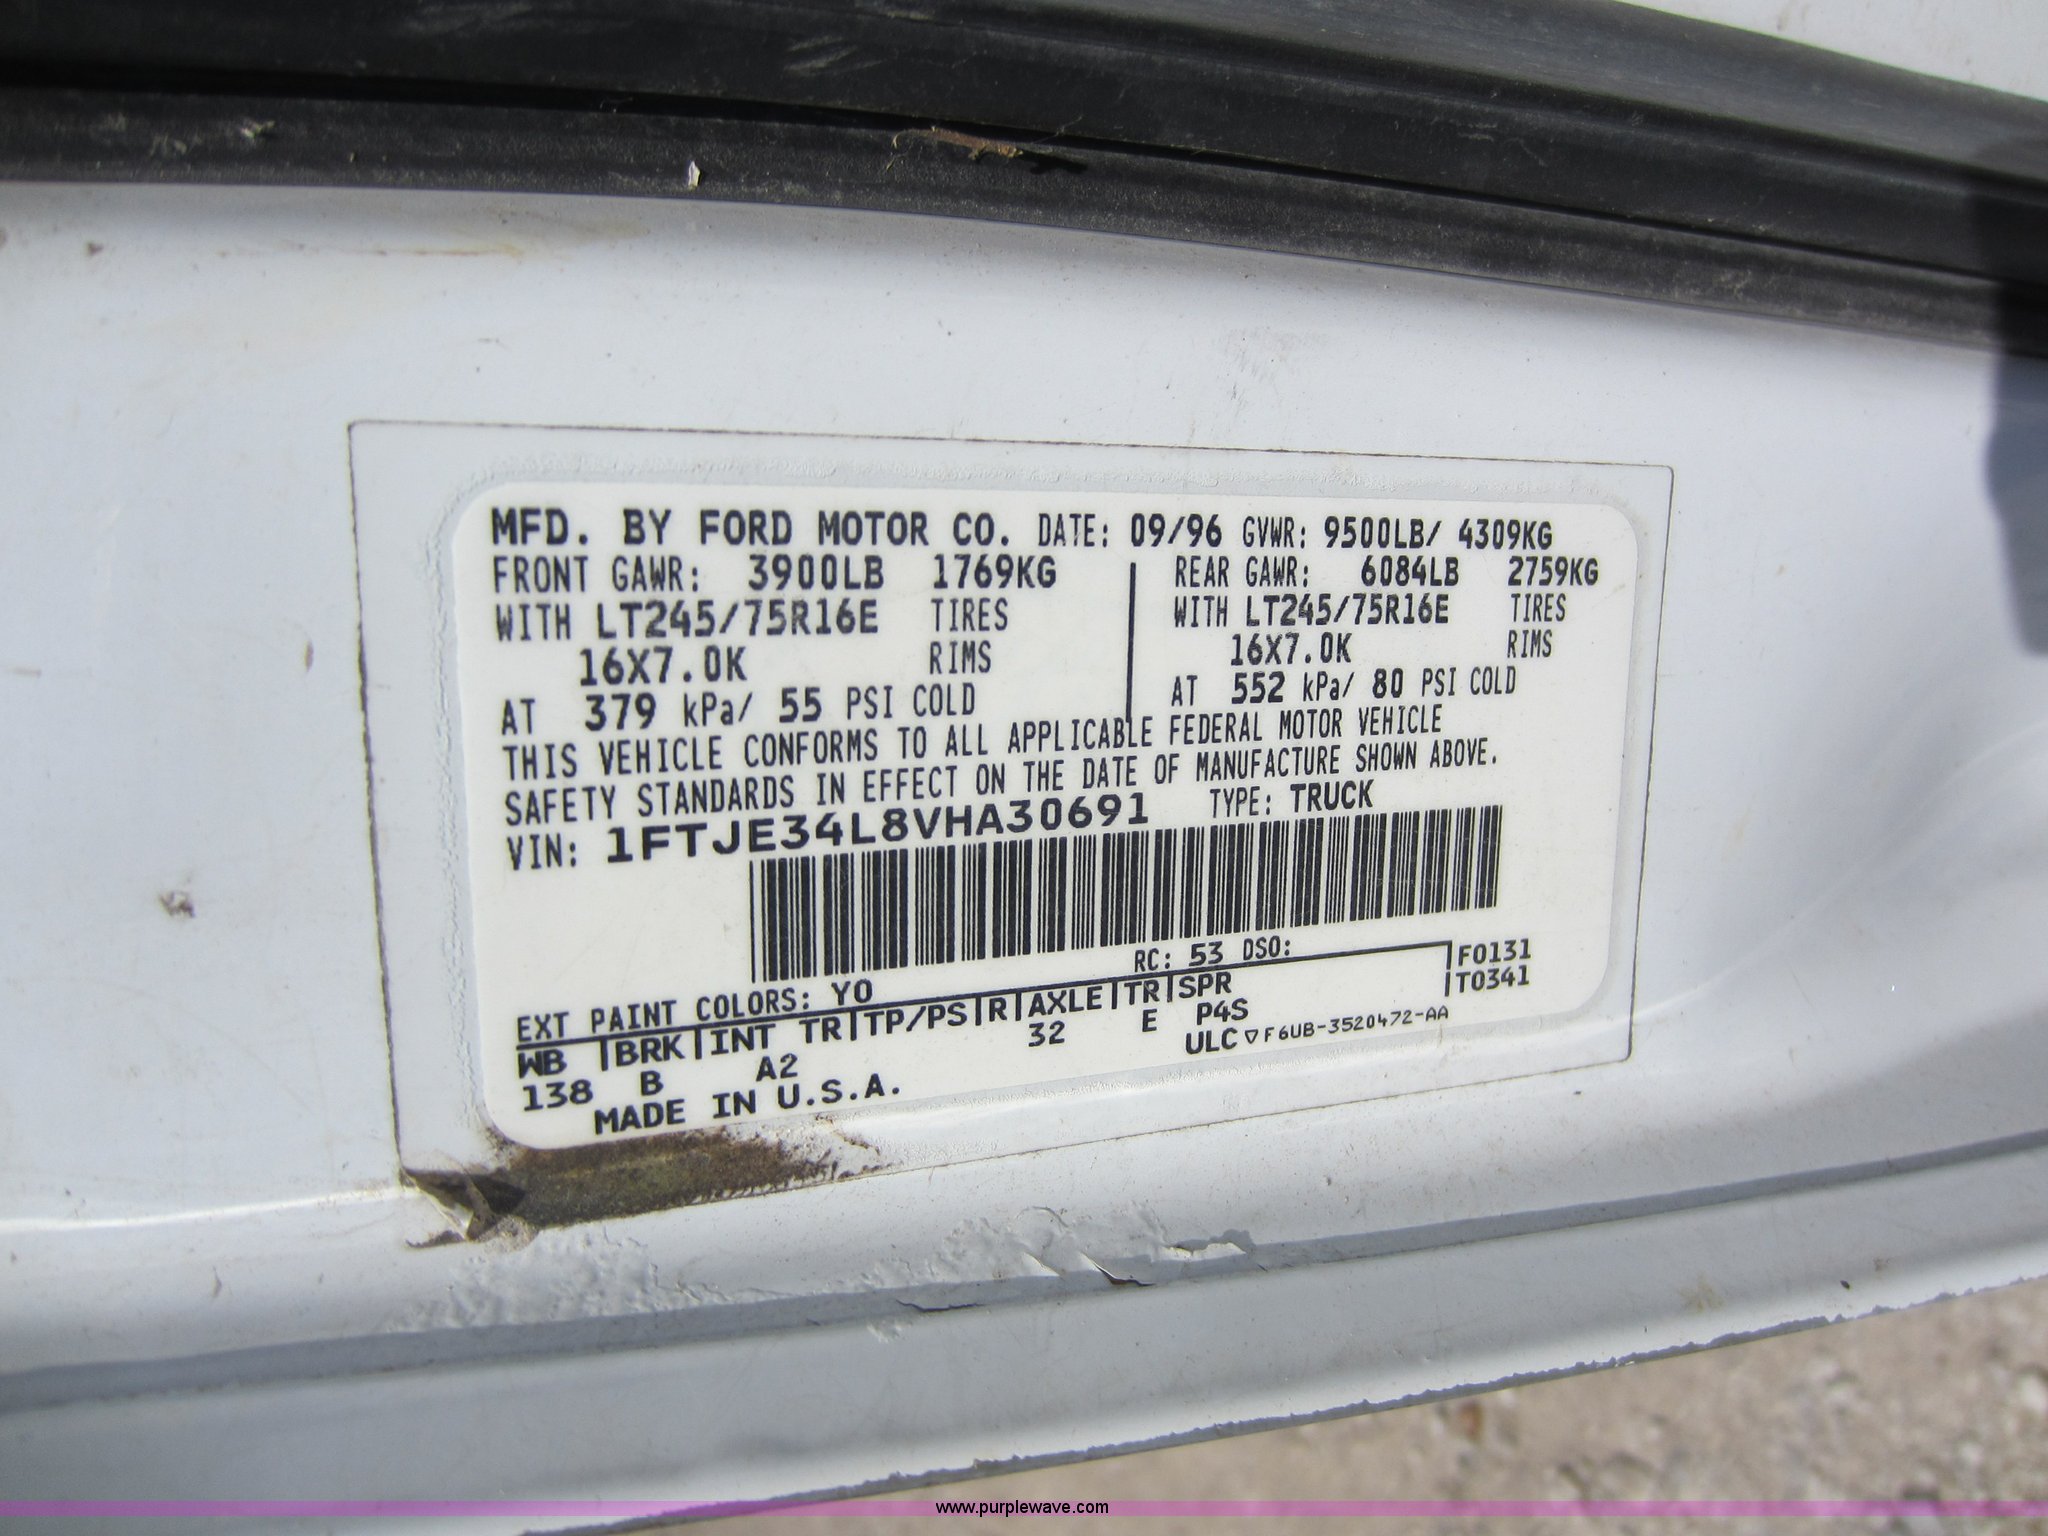 MFD. BY FORD MOTOR CO. DATE: 09/96 GVWR: 9500LB/ 4309KG
FRONT GAWR: 3900LB 1769KG REAR GAWR: 6084LB 2759KG
WITH LT245/75R16E TIRES WITH LT245/75R16E TIRES
16X7.0K RIMS 16X7.0K RIMS
AT 379 kPa/ 55 PSI COLD AT 552 kPa/ 80 PSI COLD
THIS VEHICLE CONFORMS TO ALL APPLICABLE FEDERAL MOTOR VEHICLE
SAFETY STANDARDS IN EFFECT ON THE DATE OF MANUFACTURE SHOWN ABOVE.
VIN: 1FTJE34L8VHA30691 TYPE: TRUCK
EXT PAINT COLORS: YO RC: 53 DSO: F0131
WB BRK INT TR TP/PS R AXLE TR SPR T0341
138 B A2 32 E P4S
MADE IN U.S.A. ULC ▽ F6UB-3520472-AA
www.purplewave.com